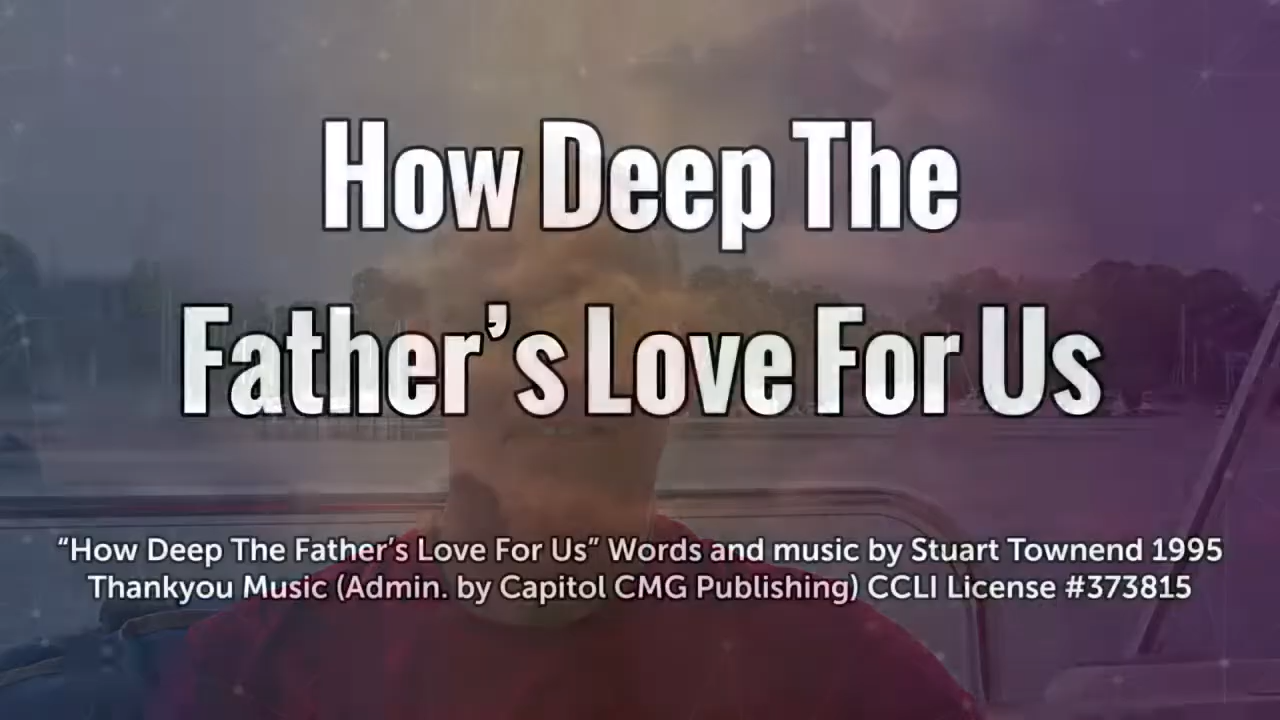 How Deep The
Father’s Love For Us
“How Deep The Father’s Love For Us” Words and music by Stuart Townend 1995
Thankyou Music (Admin. by Capitol CMG Publishing) CCLI License #373815